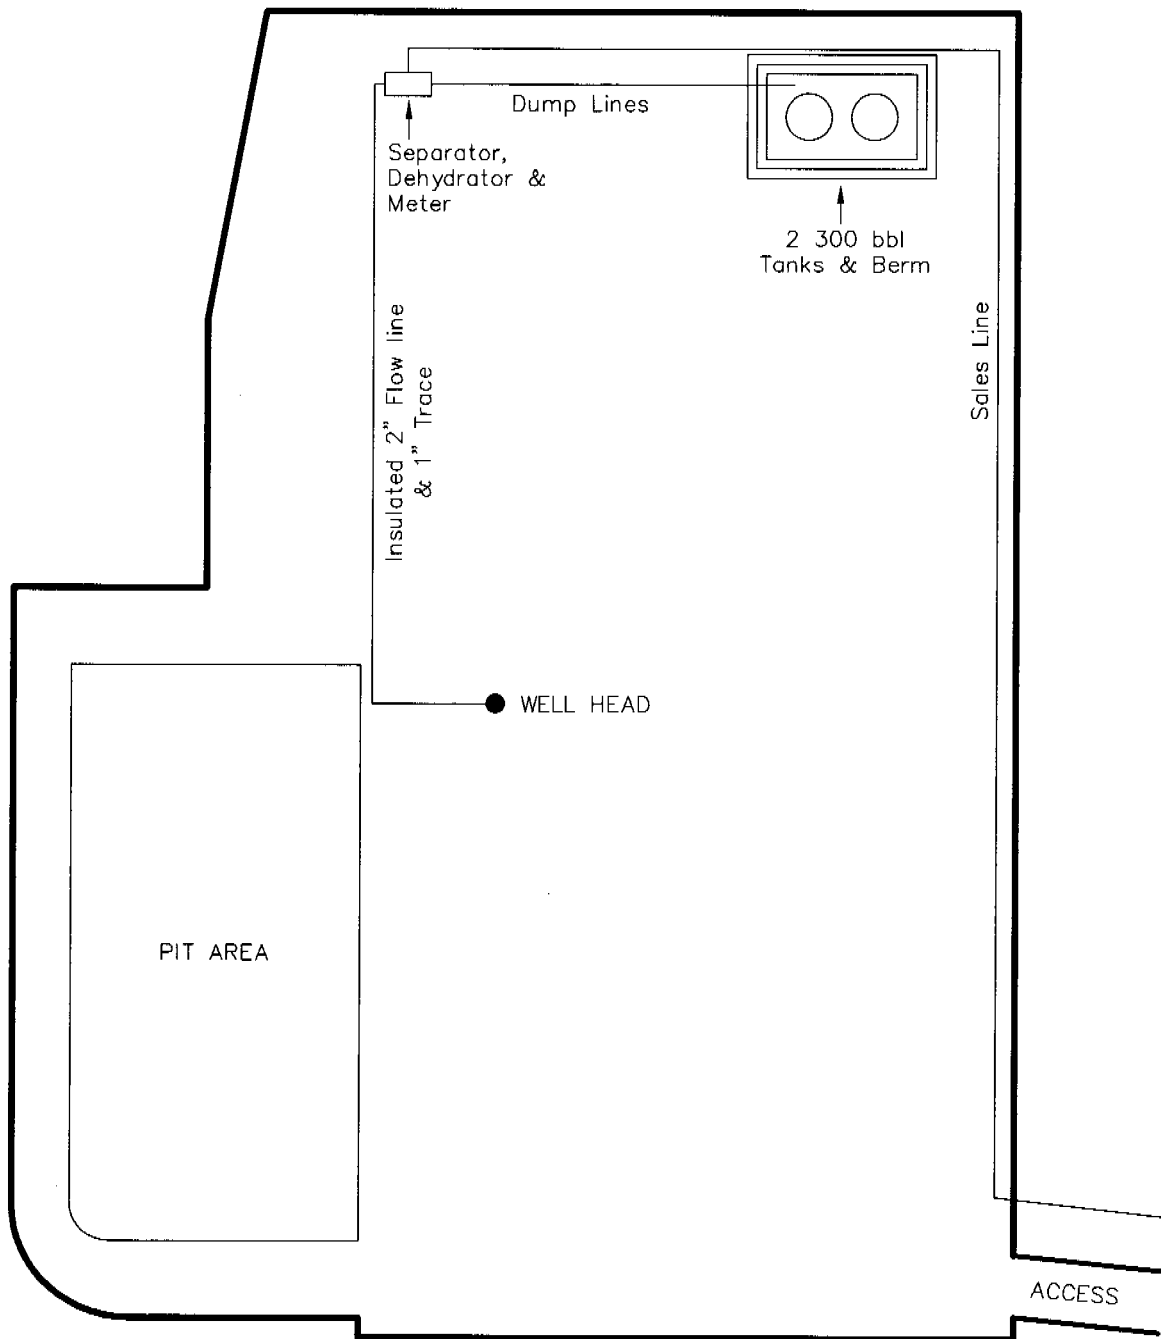 Dump Lines
Separator,
Dehydrator &
Meter
2 300 bbl
Tanks & Berm
Insulated 2" Flow line
& 1" Trace
Sales Line
WELL HEAD
PIT AREA
ACCESS